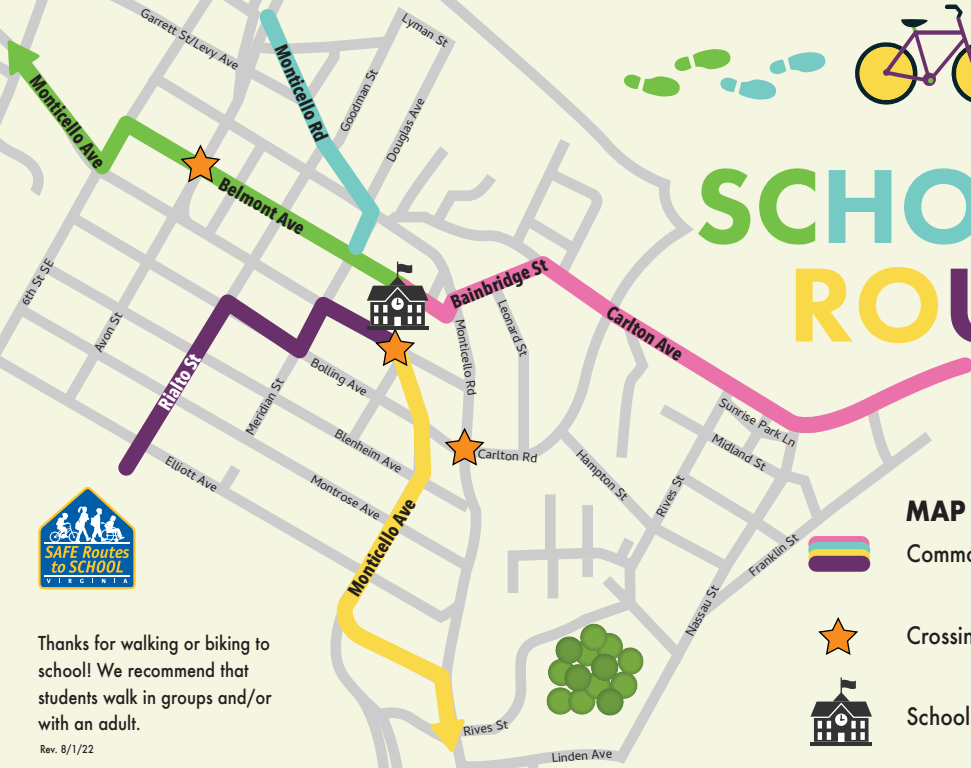 Garrett St/Levy Ave
Lyman St
Monticello Rd
Goodman St
Douglas Ave
Monticello Ave
Belmont Ave
SCHO
ROU
6th St SE
Avon St
Rialto St
Meridian St
Bolling Ave
Blenheim Ave
Montrose Ave
Elliott Ave
Bainbridge St
Leonard St
Monticello Rd
Carlton Ave
Carlton Rd
Sunrise Park Ln
Midland St
Hampton St
Rives St
Franklin St
Nassau St
Monticello Ave
Rives St
Linden Ave
SAFE Routes
to SCHOOL
VIRGINIA
Thanks for walking or biking to
school! We recommend that
students walk in groups and/or
with an adult.
Rev. 8/1/22
MAP
Commo
Crossin
School